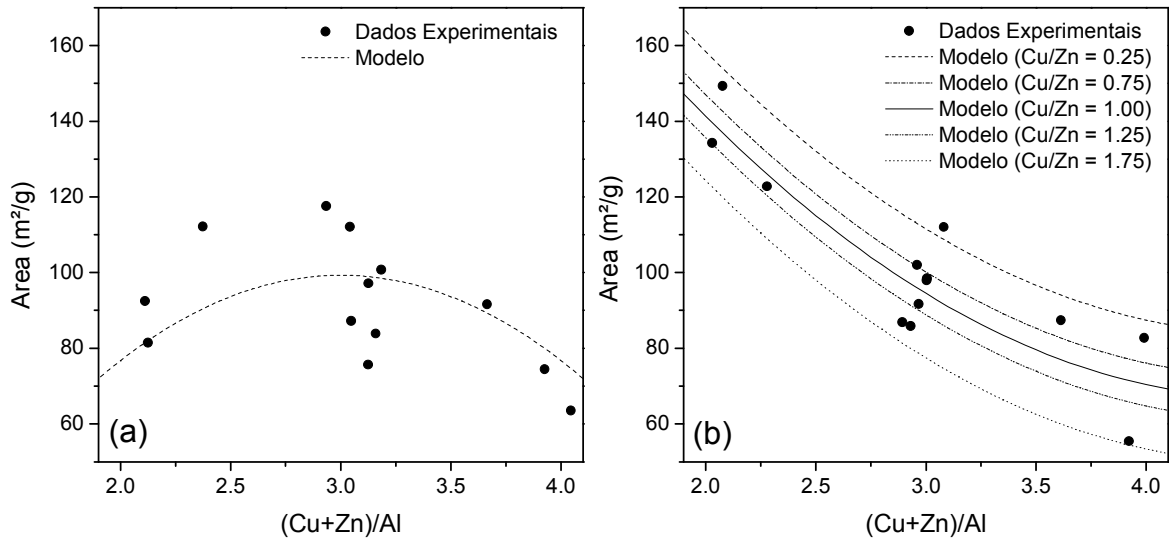 Dados Experimentais
Modelo
160
140
120
100
80
60
Area (m²/g)
(a)
2.0 2.5 3.0 3.5 4.0
(Cu+Zn)/Al
Dados Experimentais
Modelo (Cu/Zn = 0.25)
Modelo (Cu/Zn = 0.75)
Modelo (Cu/Zn = 1.00)
Modelo (Cu/Zn = 1.25)
Modelo (Cu/Zn = 1.75)
160
140
120
100
80
60
Area (m²/g)
(b)
2.0 2.5 3.0 3.5 4.0
(Cu+Zn)/Al